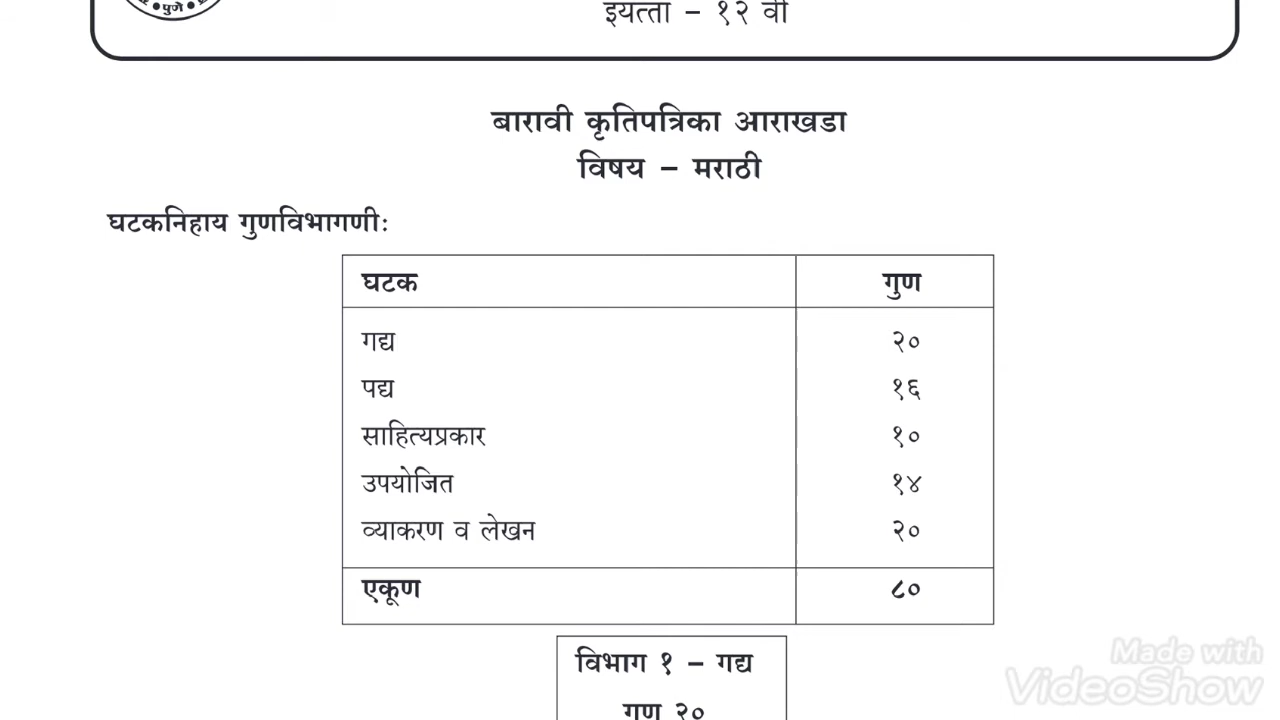 पुणे
इयत्ता - १२ वी
बारावी कृतिपत्रिका आराखडा
विषय – मराठी
घटकनिहाय गुणविभागणीः
घटक गुण
गद्य २०
पद्य १६
साहित्यप्रकार १०
उपयोजित १४
व्याकरण व लेखन २०
एकूण ८०
विभाग १ – गद्य
गुण २०
Made with
VideoShow